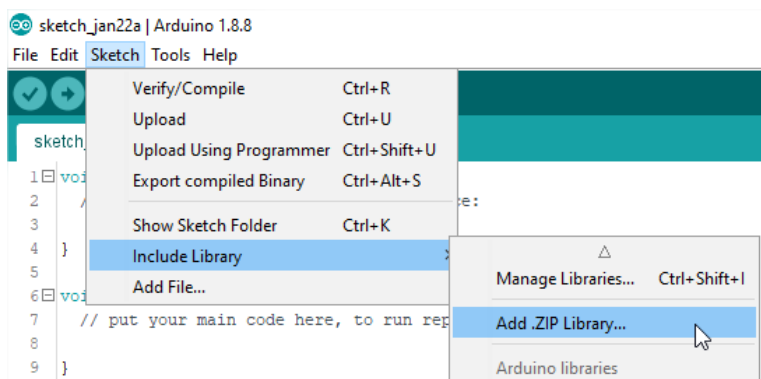 sketch_jan22a | Arduino 1.8.8
File Edit Sketch Tools Help
Verify/Compile Ctrl+R
Upload Ctrl+U
sketch_
Upload Using Programmer Ctrl+Shift+U
1 voi
Export compiled Binary Ctrl+Alt+S
2 / ce:
3 Show Sketch Folder Ctrl+K
4 }
Include Library
5
Add File...
Manage Libraries... Ctrl+Shift+I
6 voi
7 // put your main code here, to run rep
Add .ZIP Library...
8
9 }
Arduino libraries